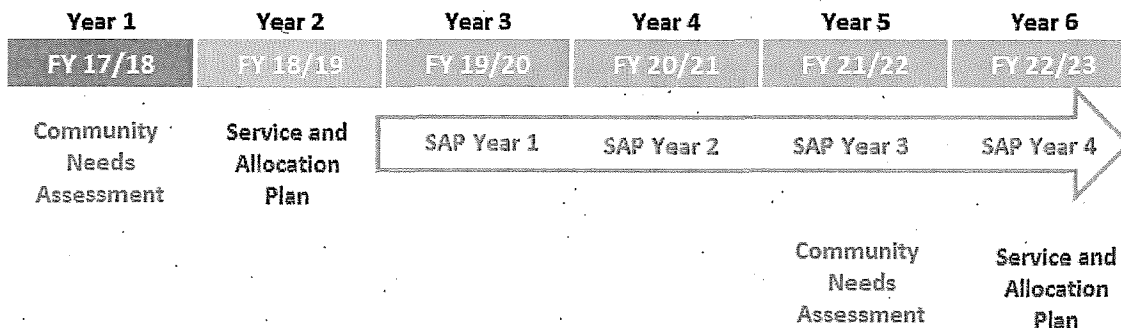 Year 1 Year 2 Year 3 Year 4 Year 5 Year 6
FY 17/18 FY 18/19 FY 19/20 FY 20/21 FY 21/22 FY 22/23
Community
Needs
Assessment
Service and
Allocation
Plan
SAP Year 1 SAP Year 2 SAP Year 3 SAP Year 4
Community
Needs
Assessment
Service and
Allocation
Plan